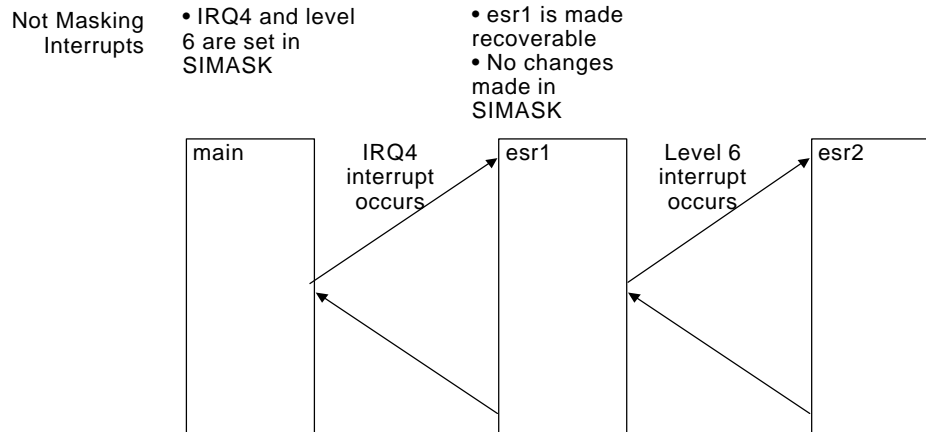 Not Masking
Interrupts
• IRQ4 and level
6 are set in
SIMASK
• esr1 is made
recoverable
• No changes
made in
SIMASK
main
IRQ4
interrupt
occurs
esr1
Level 6
interrupt
occurs
esr2